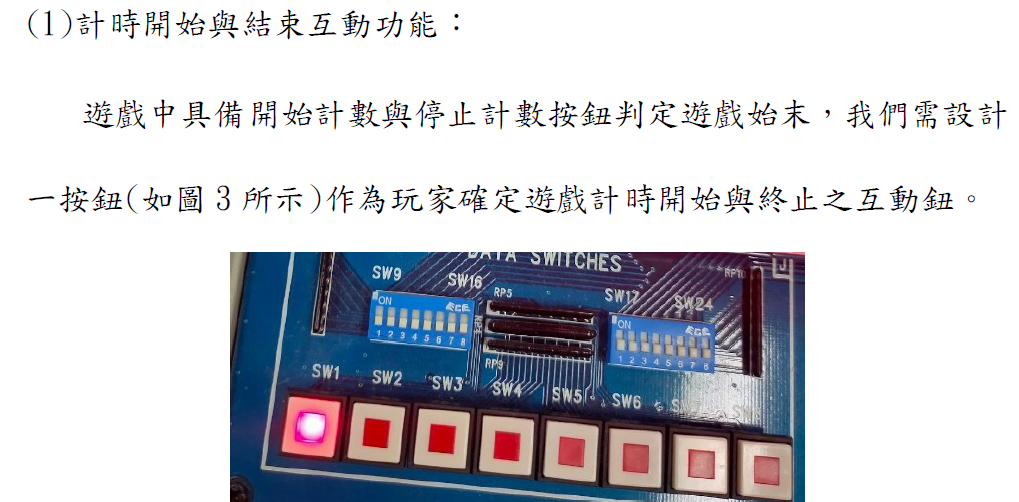 (1)計時開始與結束互動功能：
遊戲中具備開始計數與停止計數按鈕判定遊戲始末，我們需設計
一按鈕(如圖 3 所示)作為玩家確定遊戲計時開始與終止之互動鈕。
DATA SWITCHES
SW9 SW16 RP5 SW17 SW24 RP10
ON ECE
ON ECE
1 2 3 4 5 6 7 8
1 2 3 4 5 6 7 8
RP9
SW1 SW2 SW3 SW4 SW5 SW6